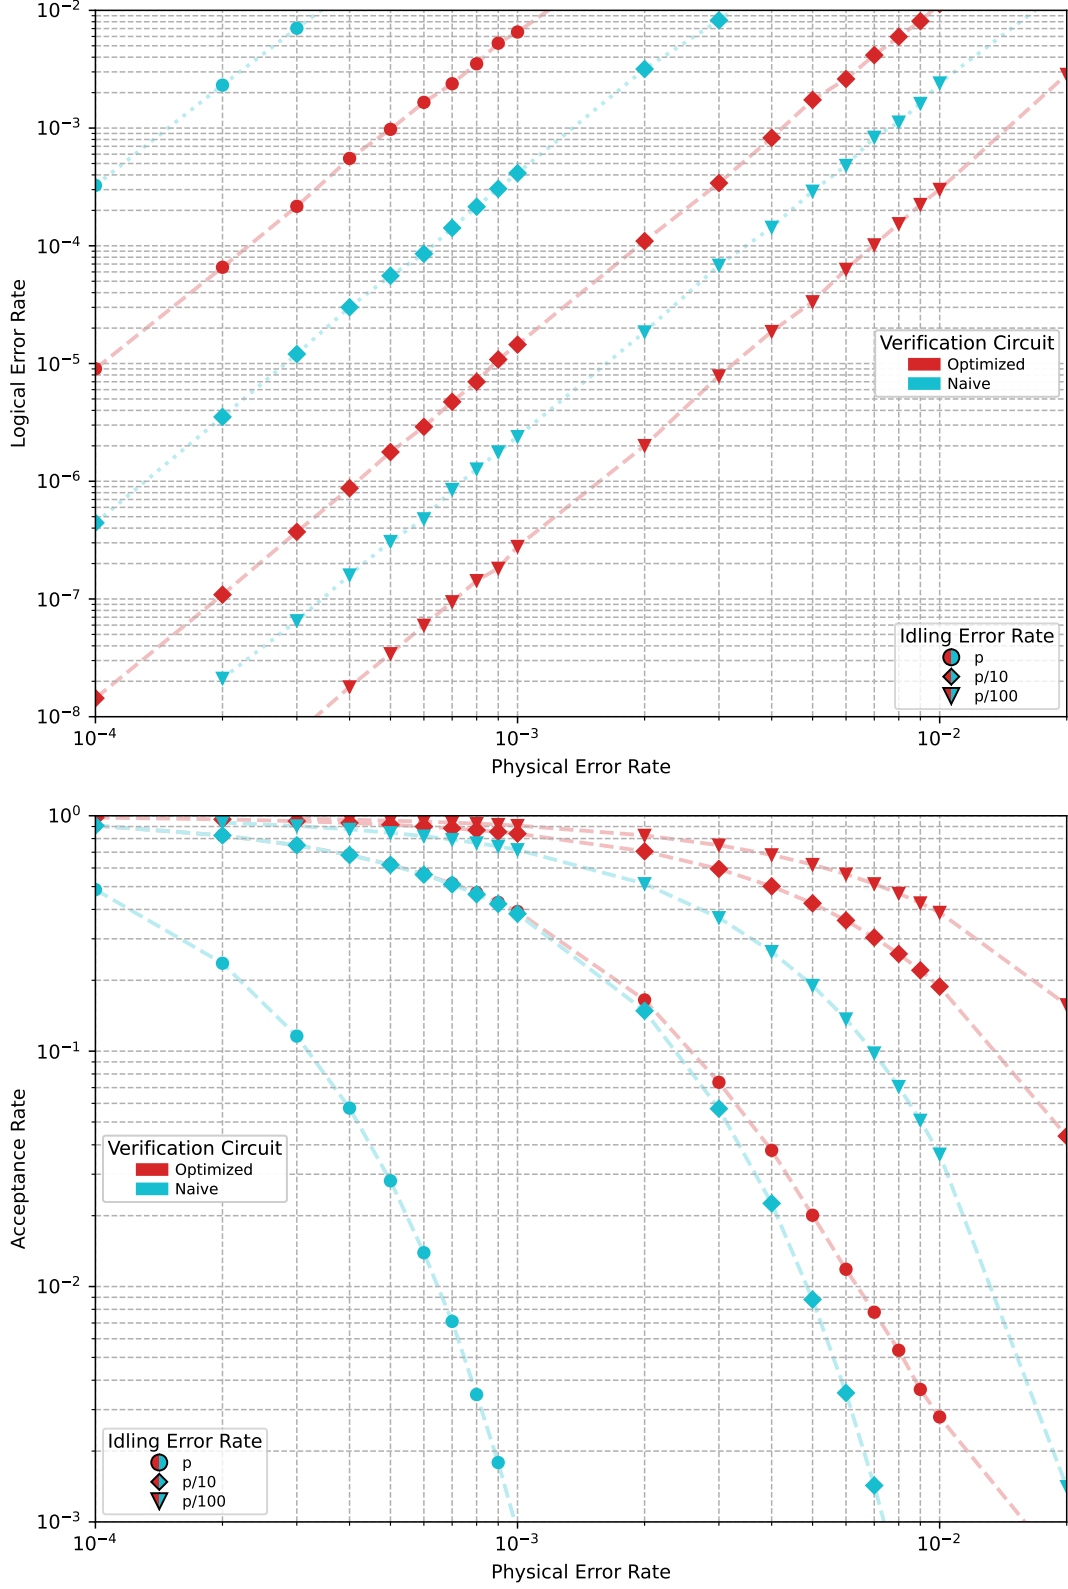 10⁻²
10⁻³
10⁻⁴
10⁻⁵
10⁻⁶
10⁻⁷
10⁻⁸
Logical Error Rate
Verification Circuit
Optimized
Naive
Idling Error Rate
p
p/10
p/100
10⁻⁴
10⁻³
10⁻²
Physical Error Rate
10⁰
10⁻¹
10⁻²
10⁻³
Acceptance Rate
Verification Circuit
Optimized
Naive
Idling Error Rate
p
p/10
p/100
10⁻⁴
10⁻³
10⁻²
Physical Error Rate